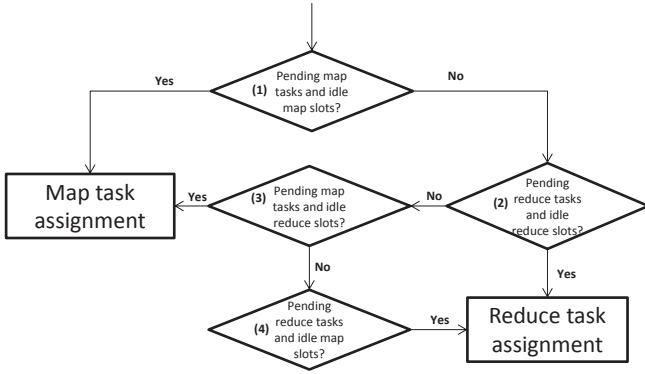 Yes
(1)
Pending map
tasks and idle
map slots?
No
Map task
assignment
Yes
(3)
Pending map
tasks and idle
reduce slots?
No
(2)
Pending
reduce tasks
and idle
reduce slots?
No
Yes
(4)
Pending
reduce tasks
and idle map
slots?
Yes
Reduce task
assignment